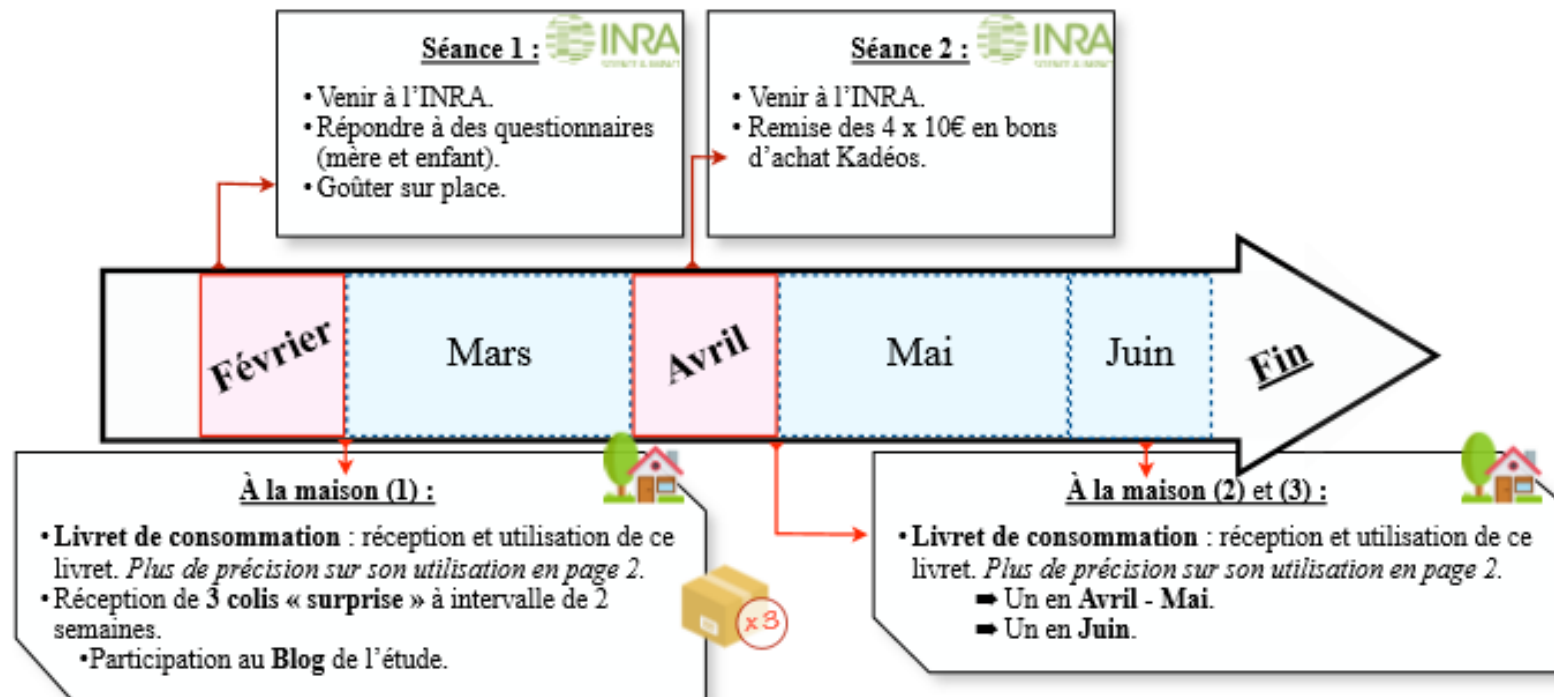 Séance 1 :
INRA
SCIENCE & IMPACT
• Venir à l’INRA.
• Répondre à des questionnaires
(mère et enfant).
• Goûter sur place.
Séance 2 :
INRA
SCIENCE & IMPACT
• Venir à l’INRA.
• Remise des 4 x 10€ en bons
d’achat Kadéos.
Février
Mars
Avril
Mai
Juin
Fin
À la maison (1) :
• Livret de consommation : réception et utilisation de ce
livret. Plus de précision sur son utilisation en page 2.
• Réception de 3 colis « surprise » à intervalle de 2
semaines.
• Participation au Blog de l’étude.
x3
À la maison (2) et (3) :
• Livret de consommation : réception et utilisation de ce
livret. Plus de précision sur son utilisation en page 2.
➡ Un en Avril - Mai.
➡ Un en Juin.